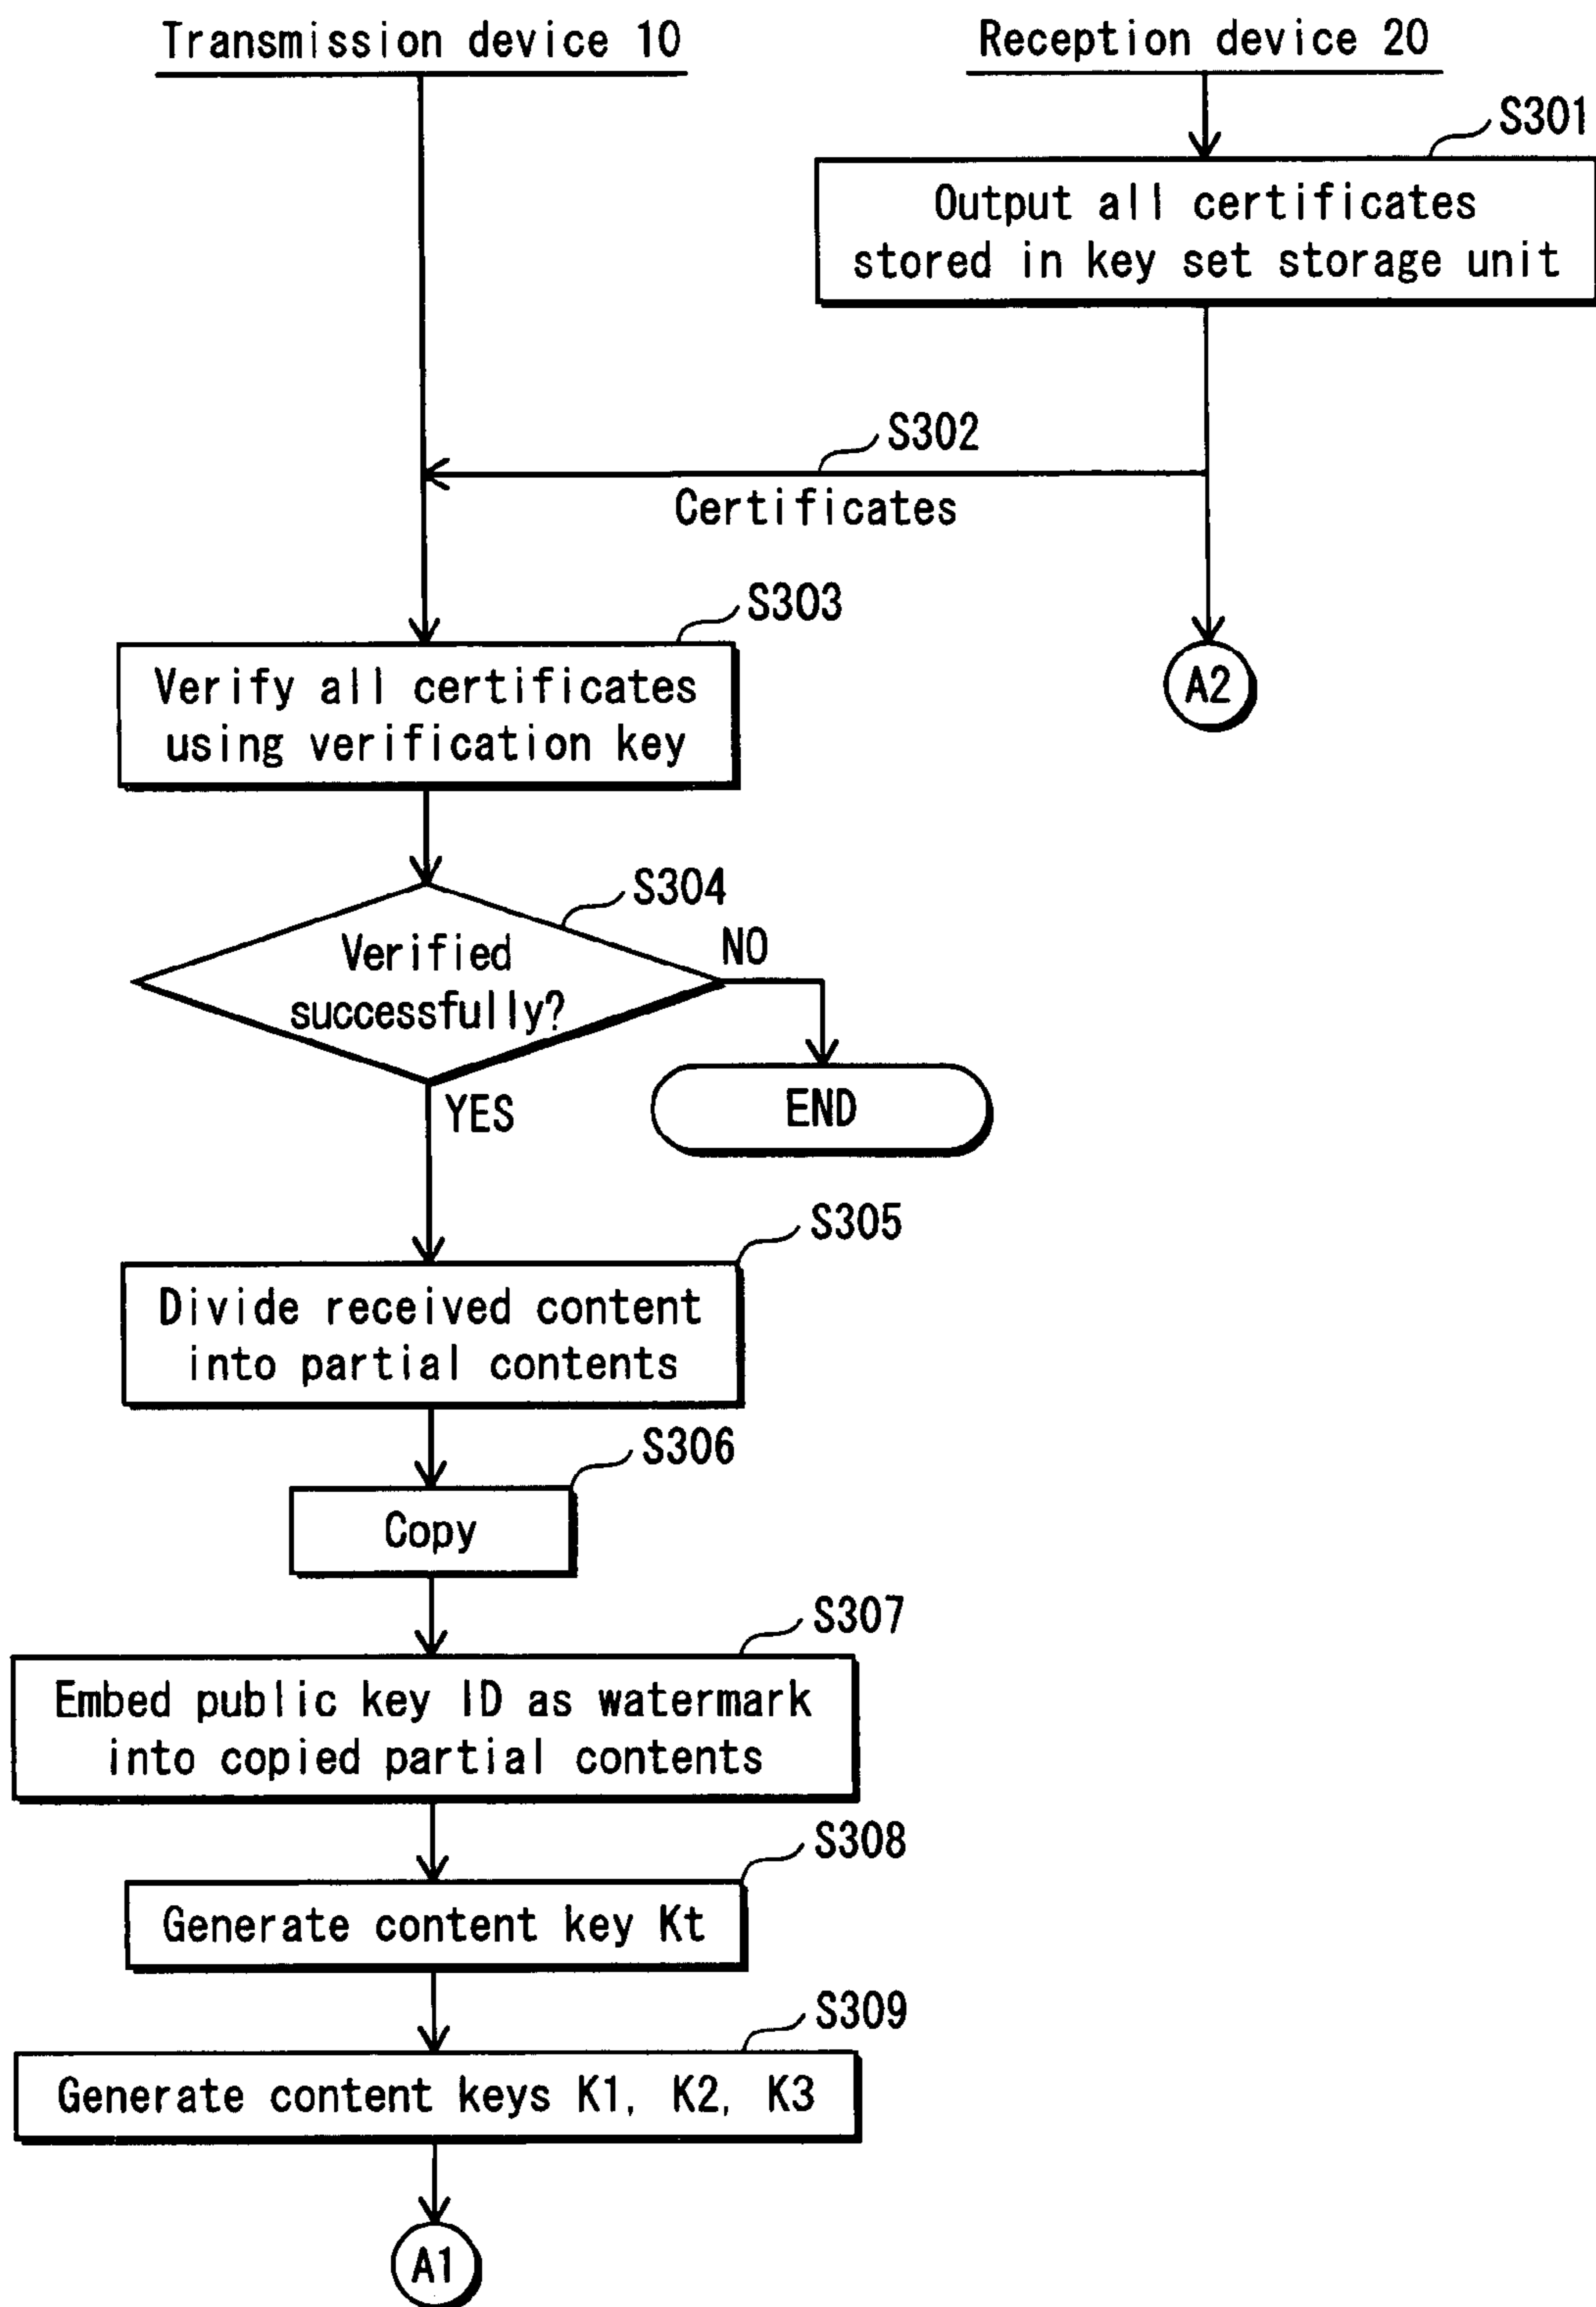 Transmission device 10
Reception device 20
S301
Output all certificates
stored in key set storage unit
S302
Certificates
S303
Verify all certificates
using verification key
A2
S304
Verified
successfully?
NO
YES
END
S305
Divide received content
into partial contents
S306
Copy
S307
Embed public key ID as watermark
into copied partial contents
S308
Generate content key Kt
S309
Generate content keys K1, K2, K3
A1